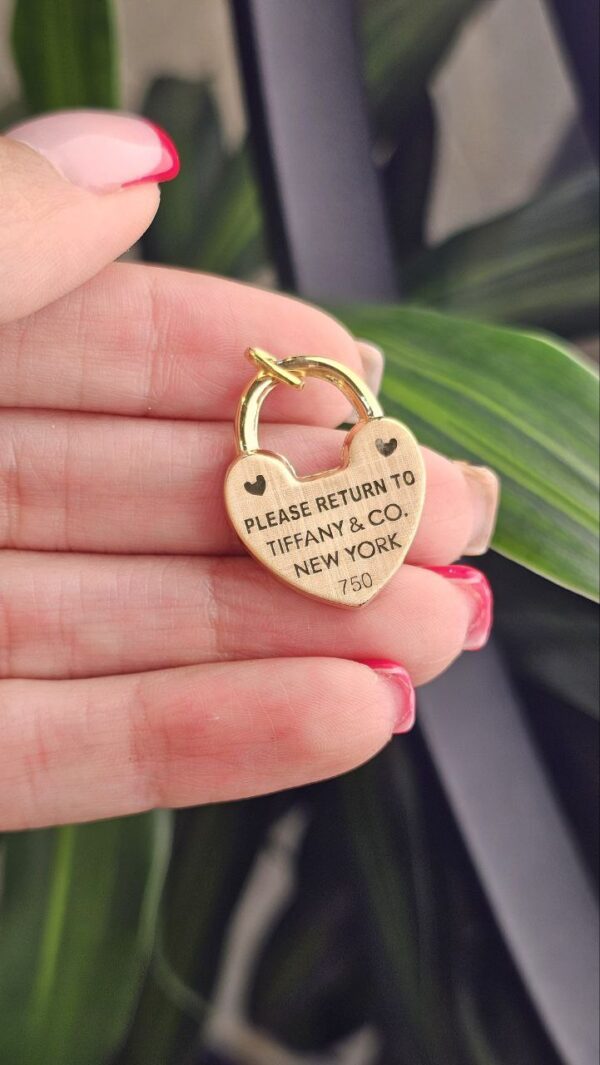 PLEASE RETURN TO
TIFFANY & CO.
NEW YORK
750